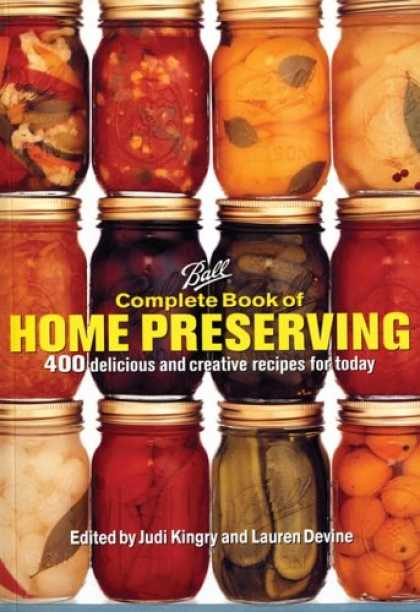 Ball
Complete Book of
HOME PRESERVING
400 delicious and creative recipes for today
Ball
Edited by Judi Kingry and Lauren Devine